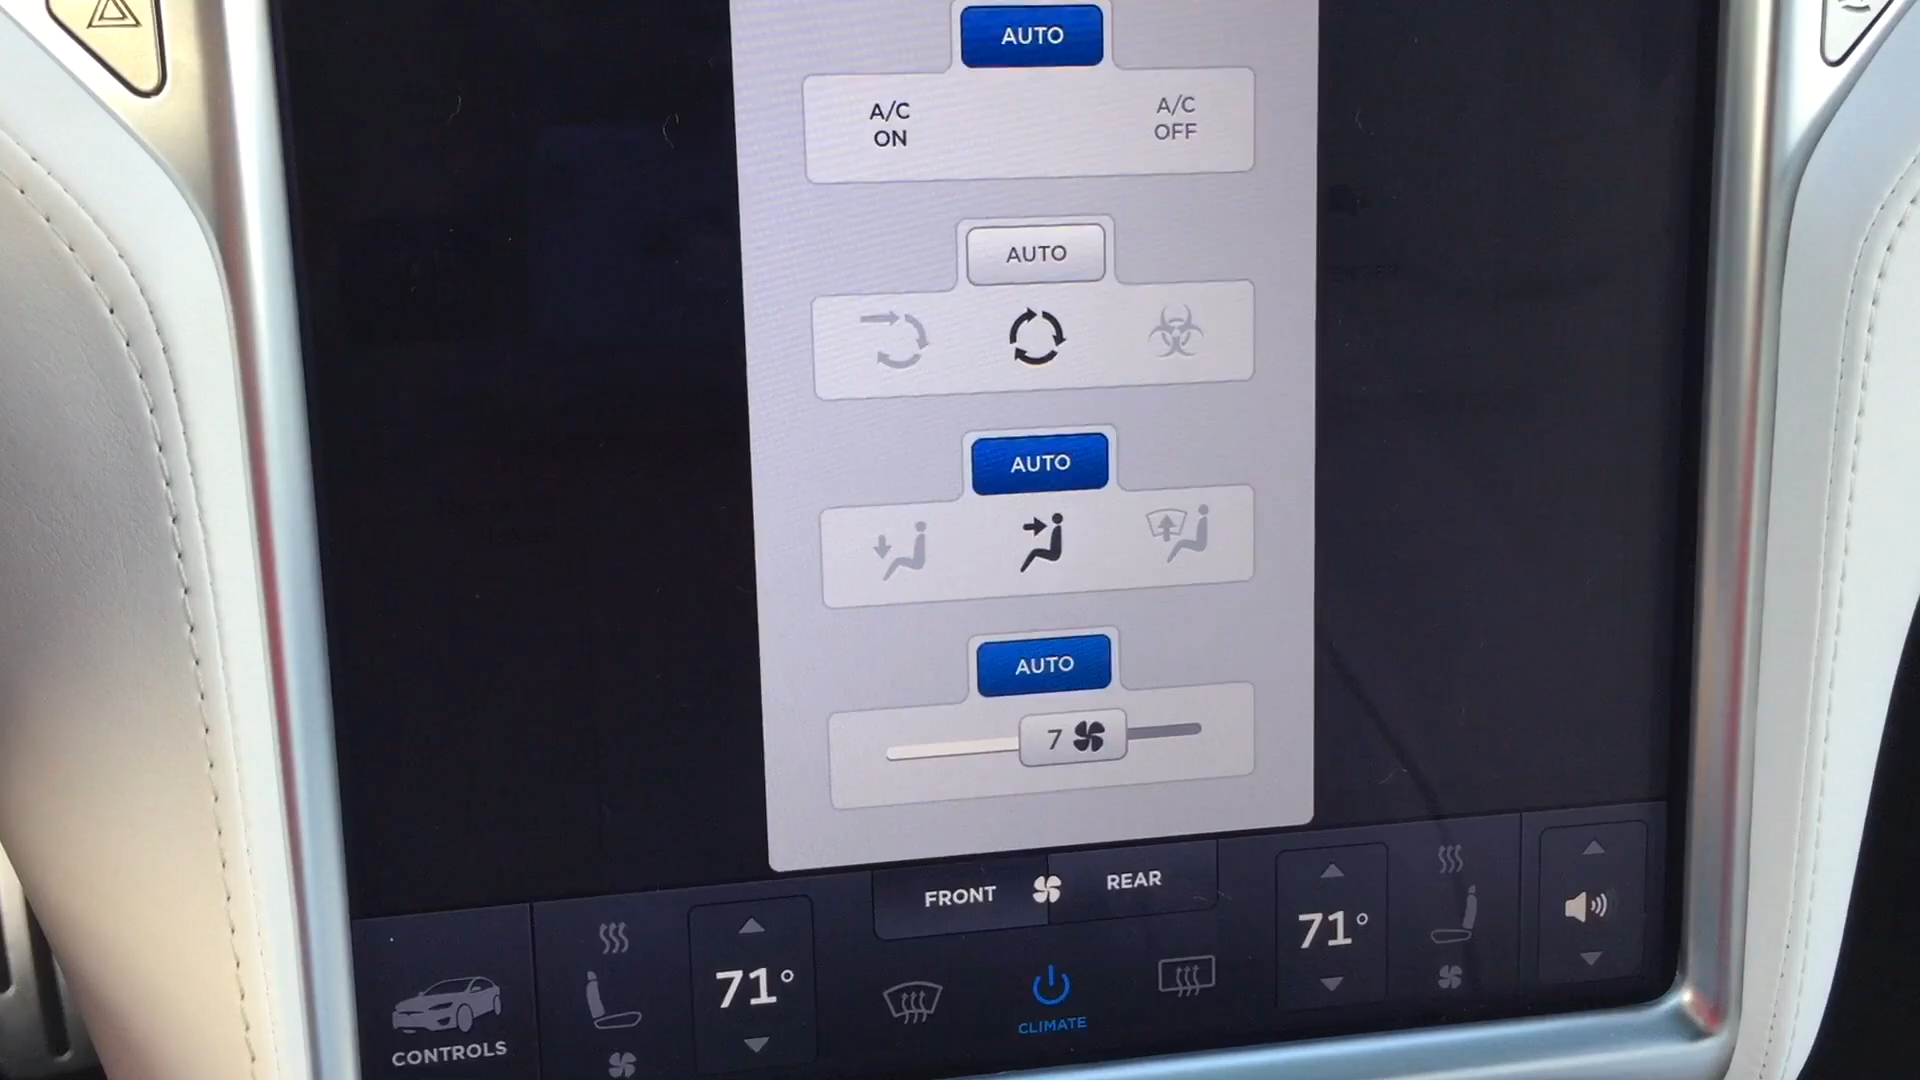 AUTO
A/C
ON
A/C
OFF
AUTO
AUTO
AUTO
7
FRONT
REAR
71°
71°
CLIMATE
CONTROLS